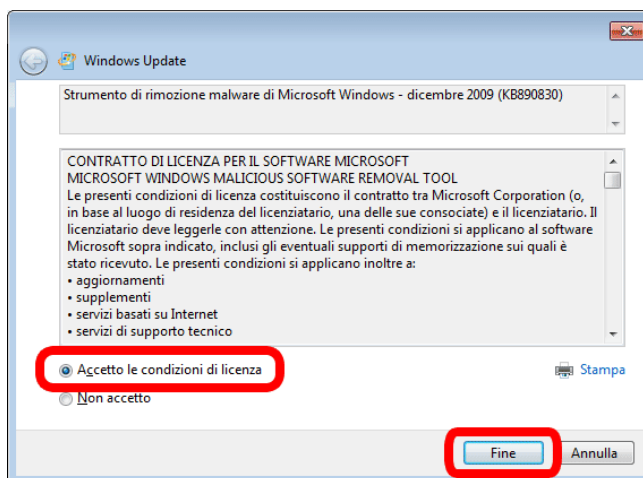 Windows Update
Strumento di rimozione malware di Microsoft Windows - dicembre 2009 (KB890830)
CONTRATTO DI LICENZA PER IL SOFTWARE MICROSOFT
MICROSOFT WINDOWS MALICIOUS SOFTWARE REMOVAL TOOL
Le presenti condizioni di licenza costituiscono il contratto tra Microsoft Corporation (o,
in base al luogo di residenza del licenziatario, una delle sue consociate) e il licenziatario. Il
licenziatario deve leggerle con attenzione. Le presenti condizioni si applicano al software
Microsoft sopra indicato, inclusi gli eventuali supporti di memorizzazione sui quali è
stato ricevuto. Le presenti condizioni si applicano inoltre a:
• aggiornamenti
• supplementi
• servizi basati su Internet
• servizi di supporto tecnico
Accetto le condizioni di licenza
Stampa
Non accetto
Fine
Annulla